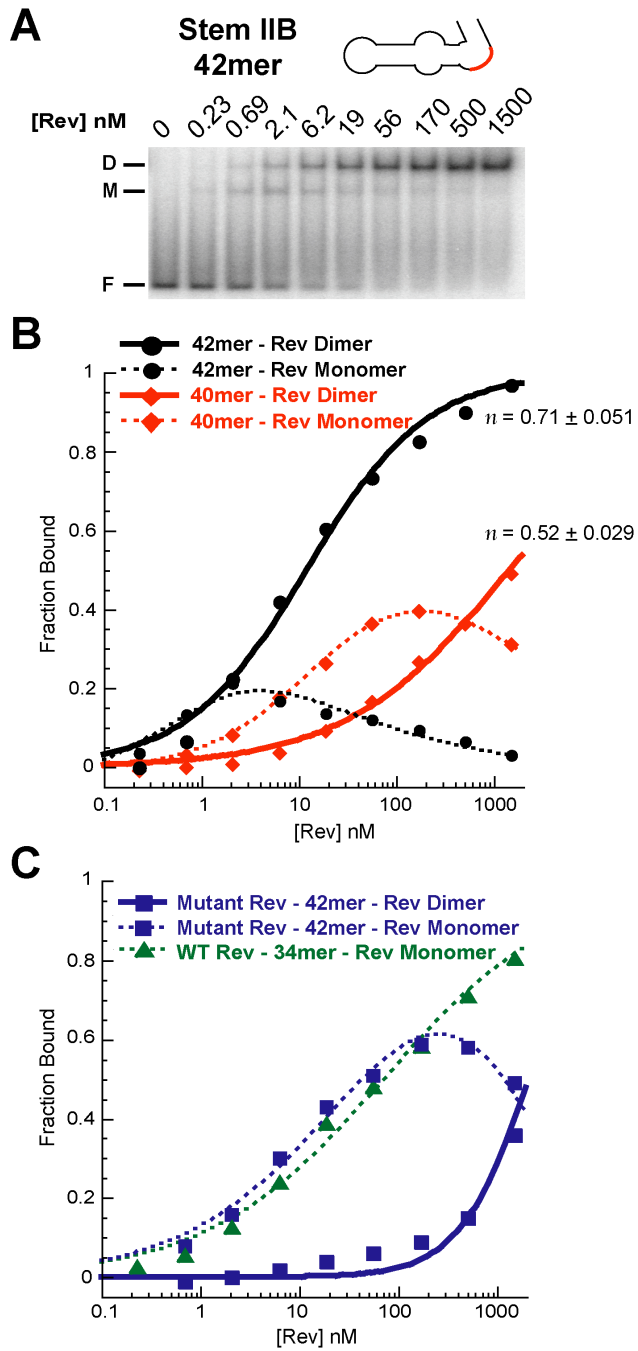 A
Stem IIB
42mer
[Rev] nM
0 0.23 0.69 2.1 6.2 19 56 170 500 1500
D
M
F
B
42mer - Rev Dimer
42mer - Rev Monomer
40mer - Rev Dimer
40mer - Rev Monomer
n = 0.71 ± 0.051
n = 0.52 ± 0.029
1
0.8
0.6
0.4
0.2
0
Fraction Bound
0.1 1 10 100 1000
[Rev] nM
C
Mutant Rev - 42mer - Rev Dimer
Mutant Rev - 42mer - Rev Monomer
WT Rev - 34mer - Rev Monomer
1
0.8
0.6
0.4
0.2
0
Fraction Bound
0.1 1 10 100 1000
[Rev] nM